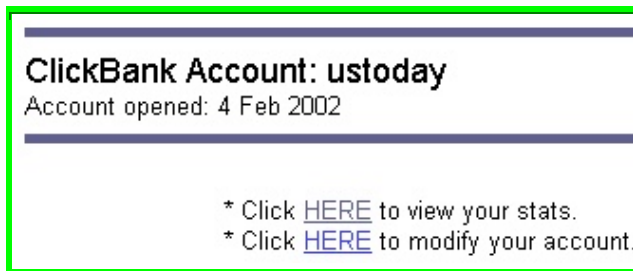 ClickBank Account: ustoday
Account opened: 4 Feb 2002
* Click HERE to view your stats.
* Click HERE to modify your account.